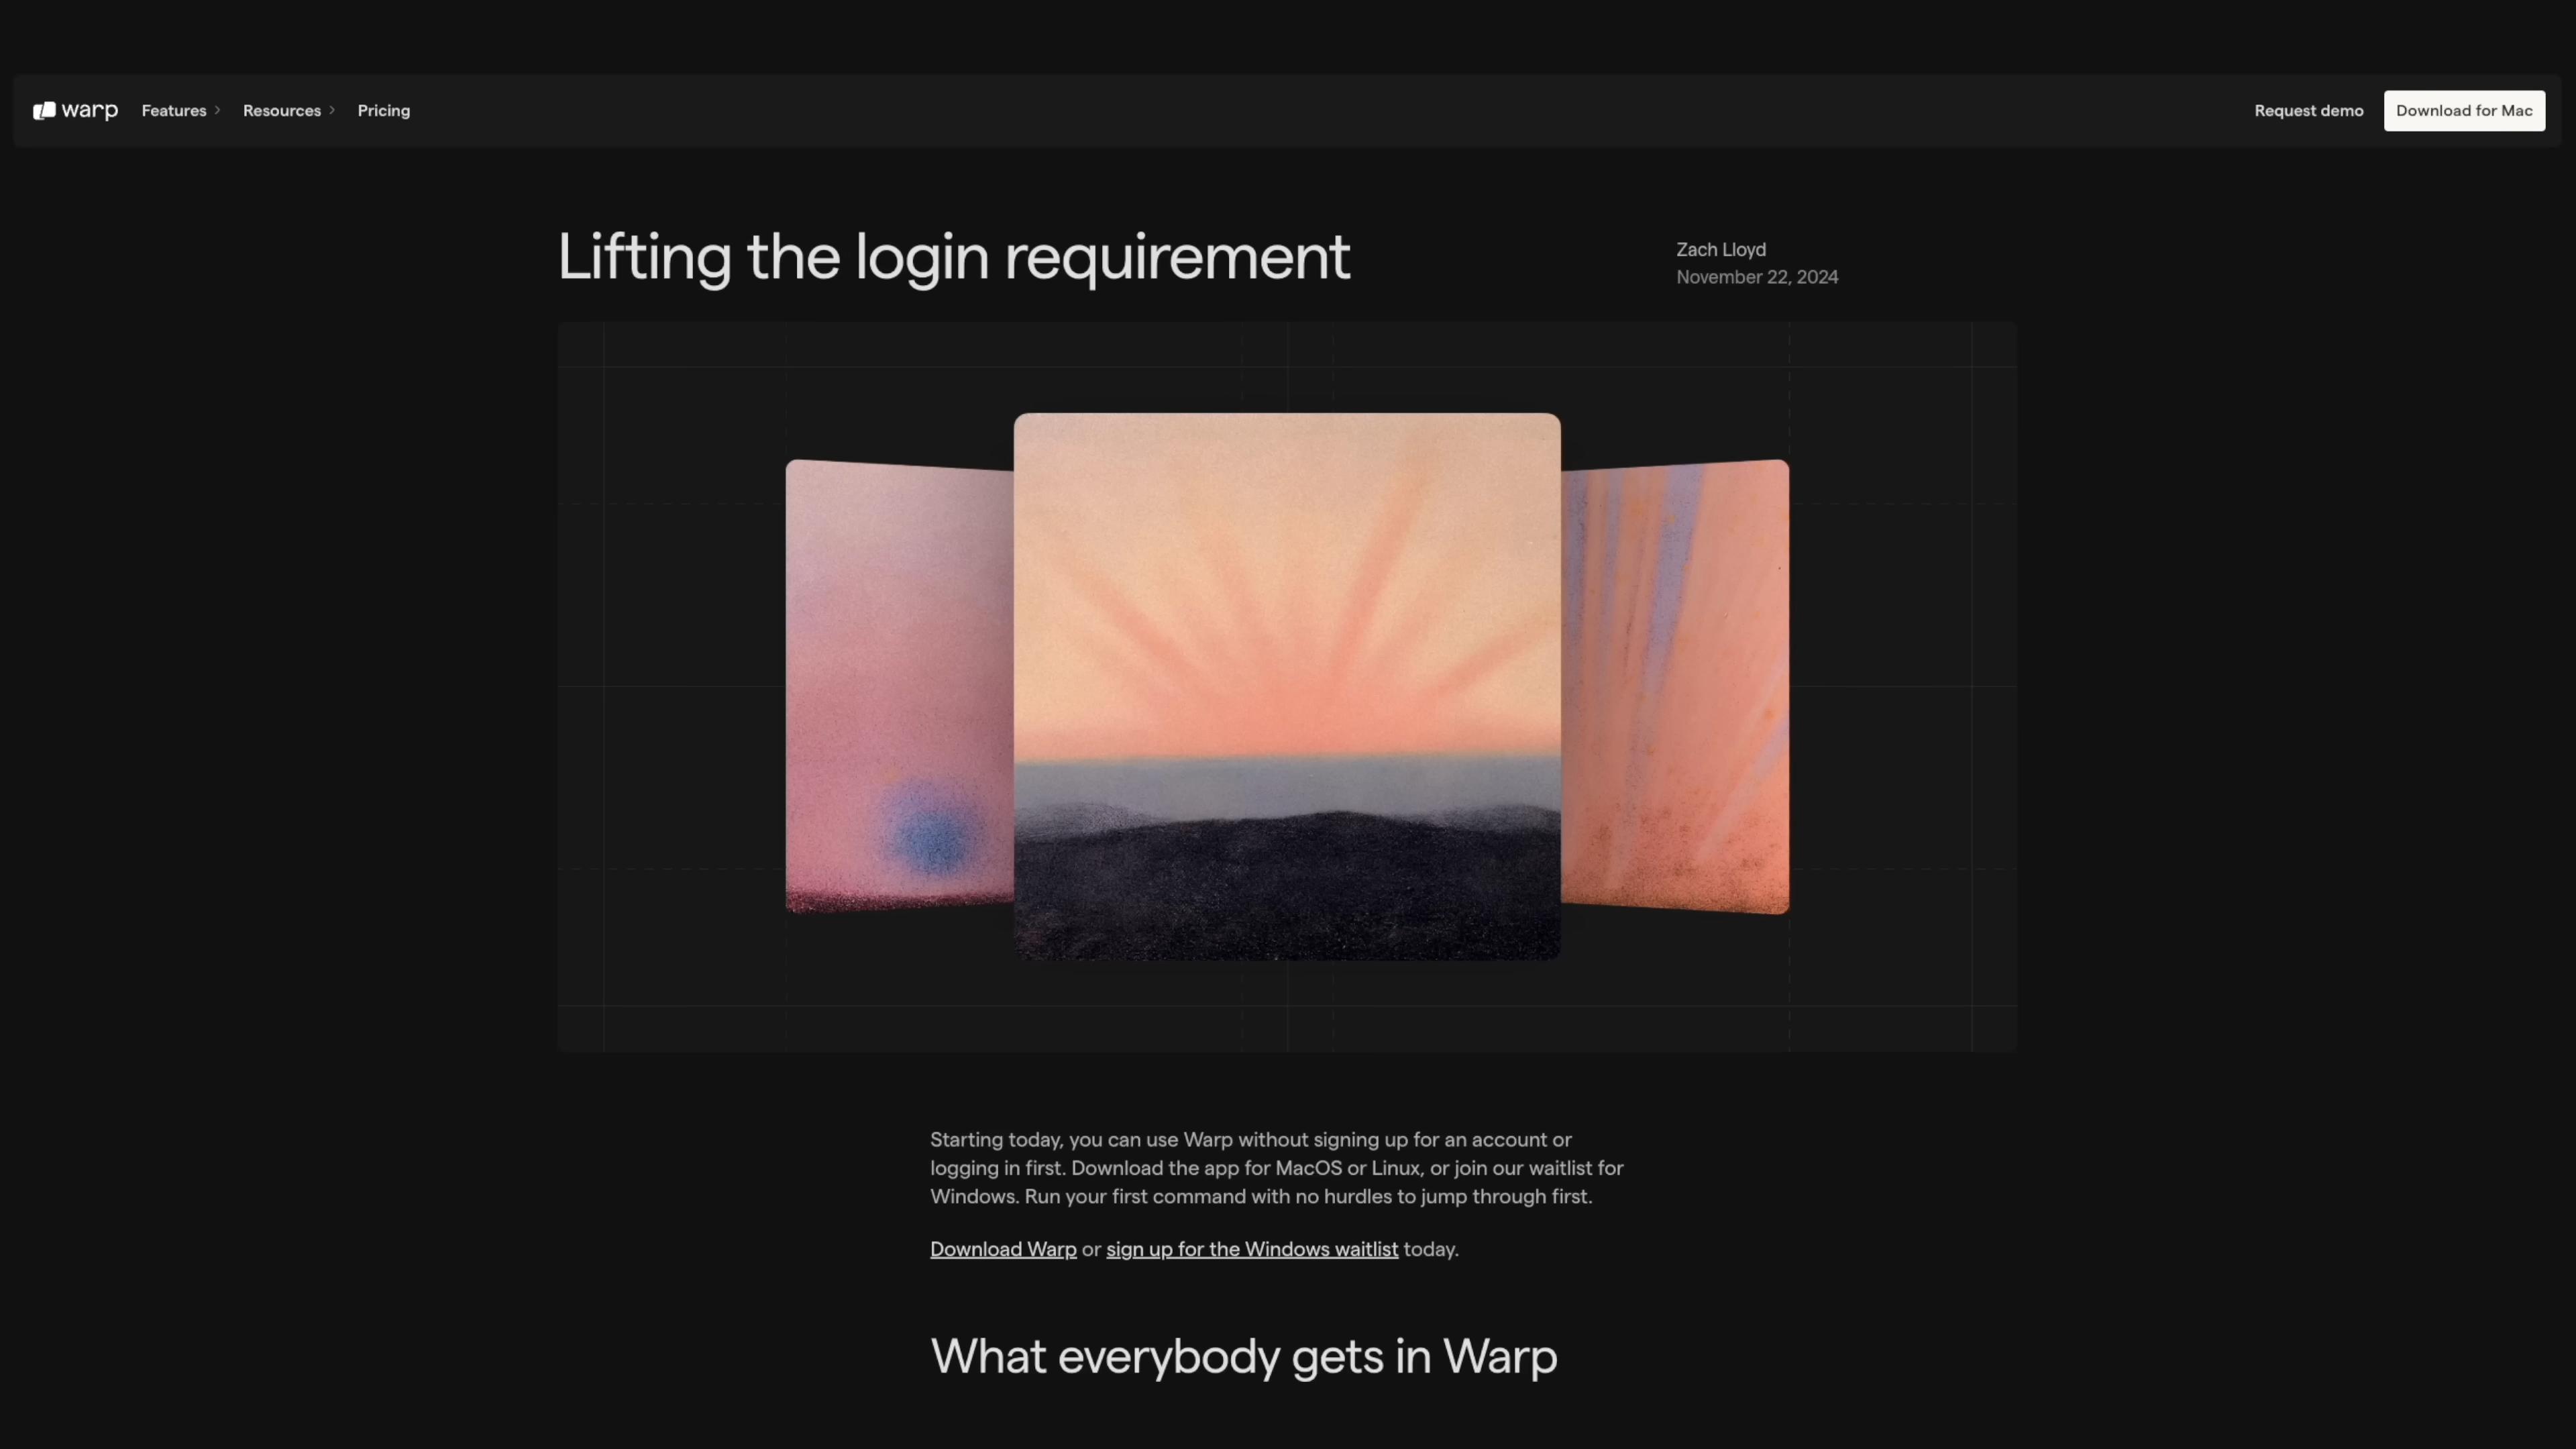 warp
Features
Resources
Pricing
Request demo
Download for Mac
Lifting the login requirement
Zach Lloyd
November 22, 2024
Starting today, you can use Warp without signing up for an account or
logging in first. Download the app for MacOS or Linux, or join our waitlist for
Windows. Run your first command with no hurdles to jump through first.
Download Warp or sign up for the Windows waitlist today.
What everybody gets in Warp